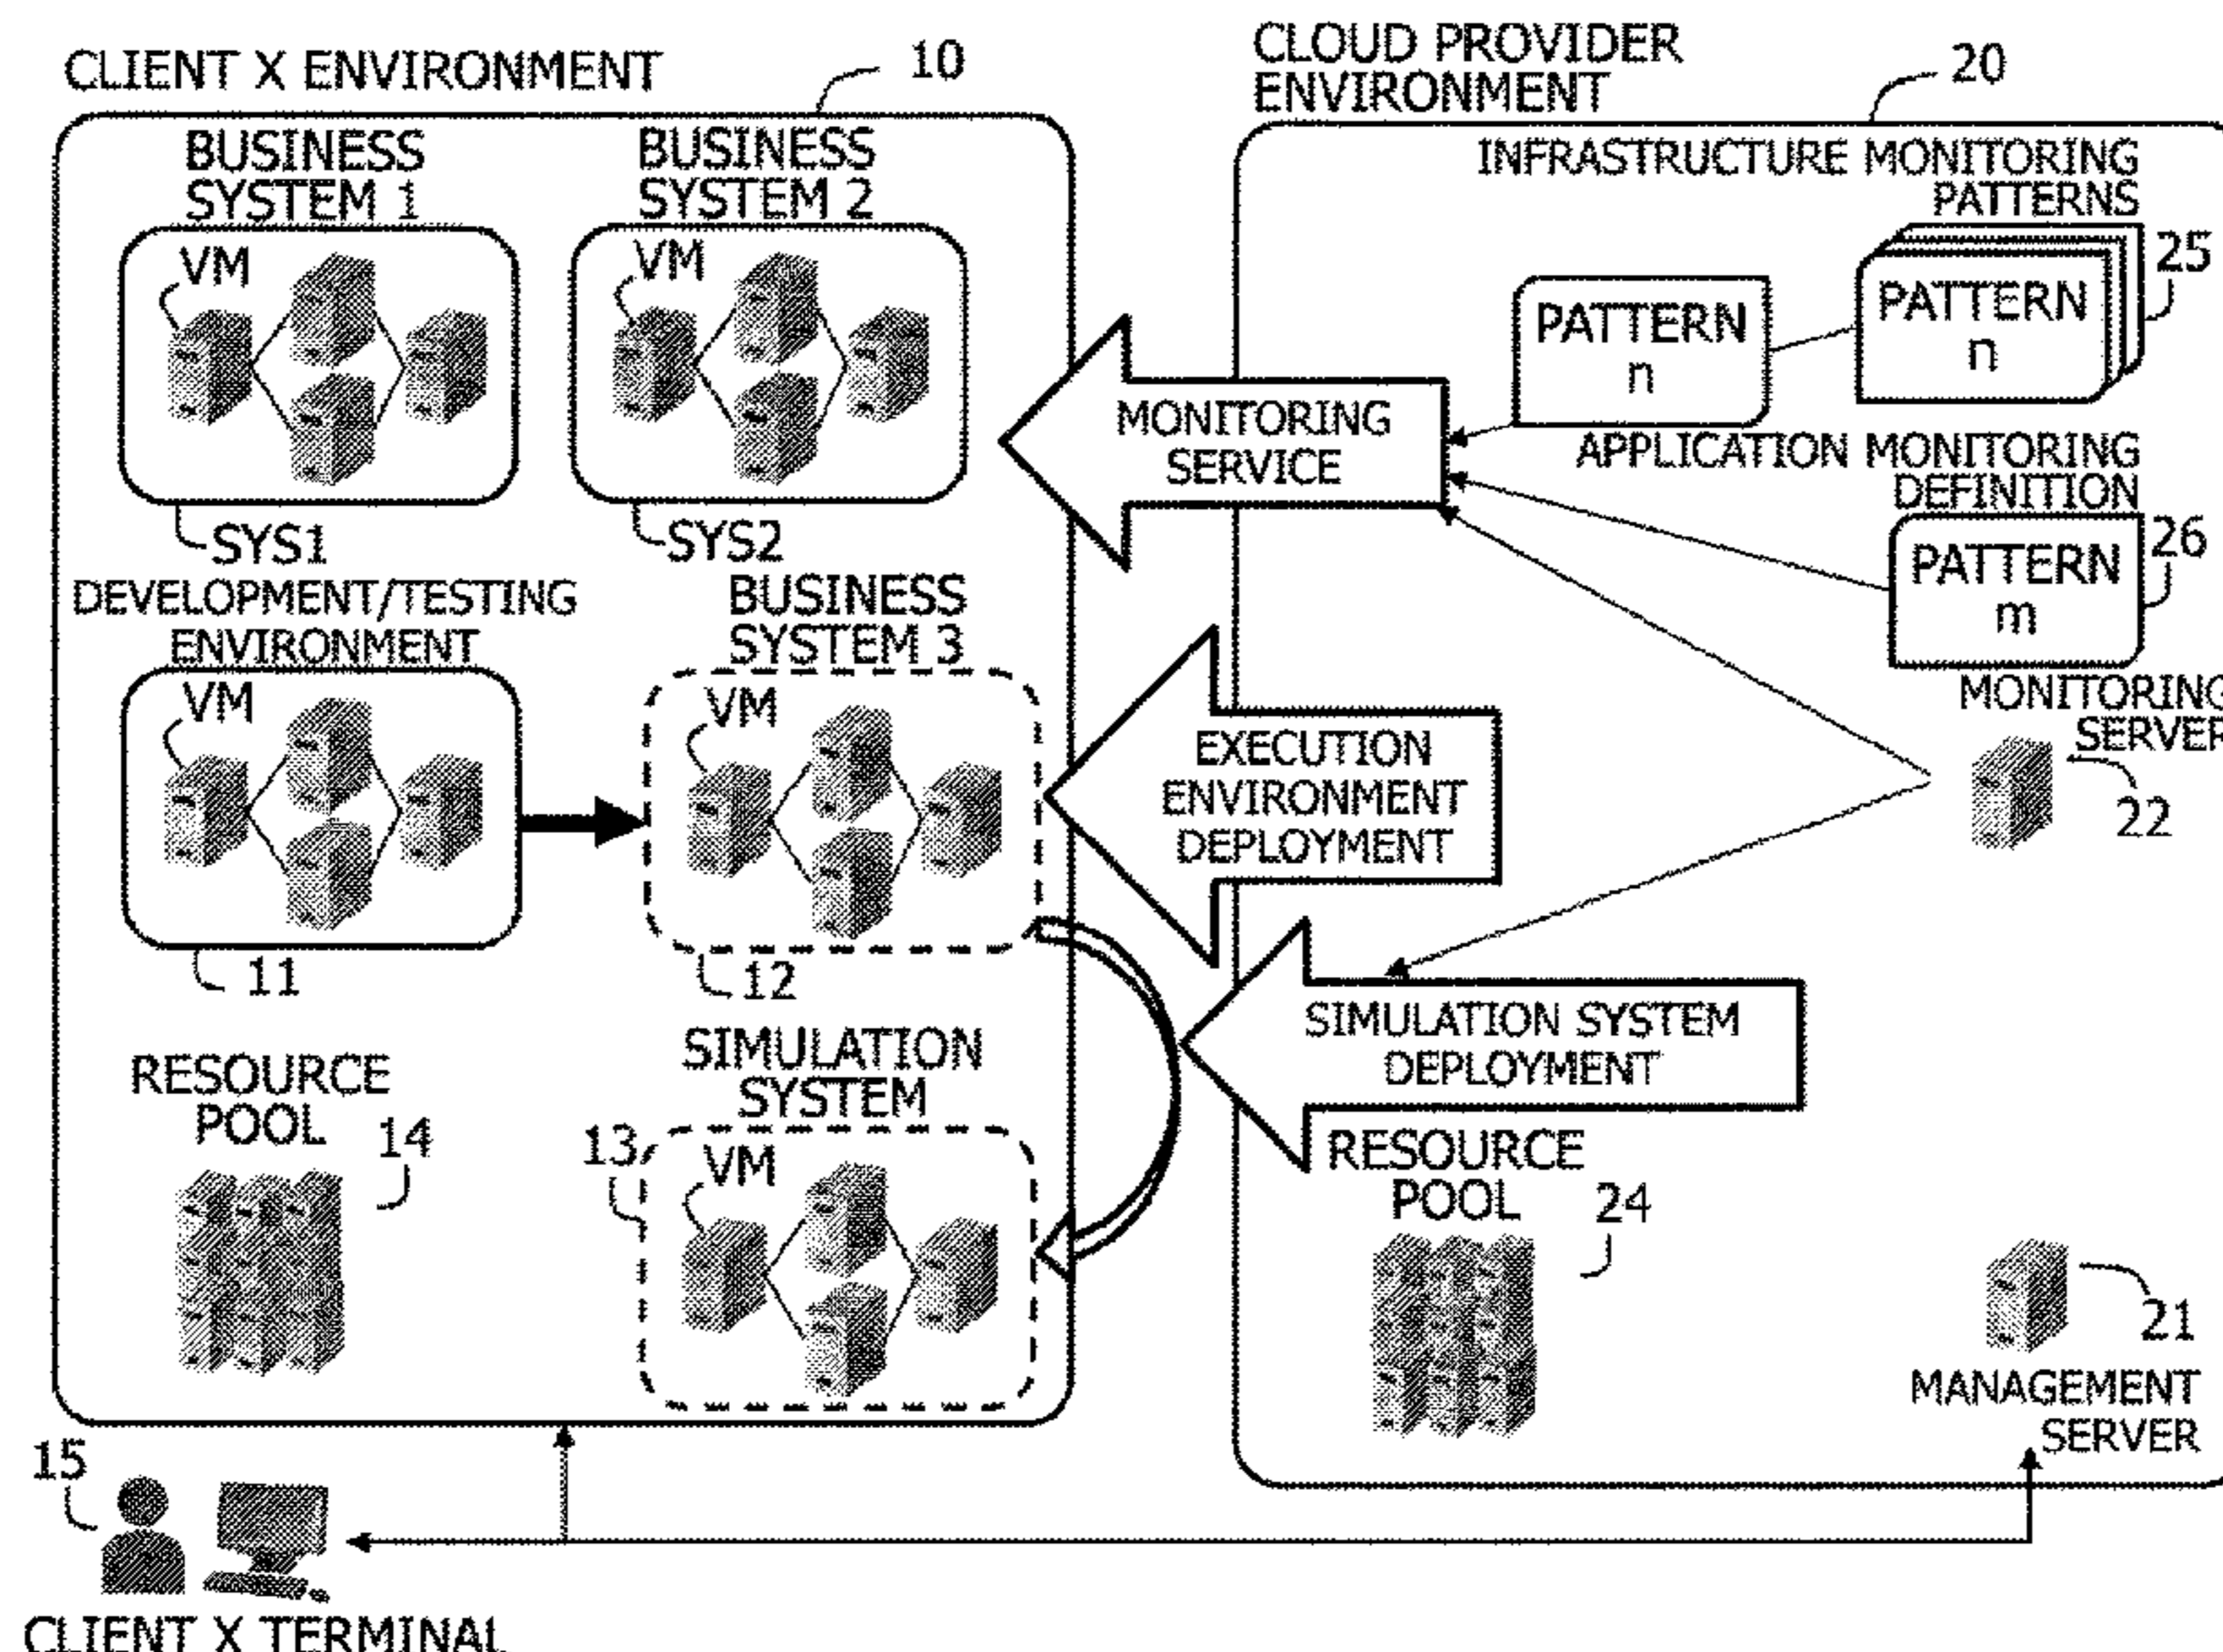 CLIENT X ENVIRONMENT
10
BUSINESS
SYSTEM 1
VM
SYS1
BUSINESS
SYSTEM 2
VM
SYS2
DEVELOPMENT/TESTING
ENVIRONMENT
VM
11
BUSINESS
SYSTEM 3
VM
12
RESOURCE
POOL
14
SIMULATION
SYSTEM
13
VM
15
CLIENT X TERMINAL
CLOUD PROVIDER
ENVIRONMENT
20
INFRASTRUCTURE MONITORING
PATTERNS
25
PATTERN
n
PATTERN
n
MONITORING
SERVICE
APPLICATION MONITORING
DEFINITION
26
PATTERN
m
MONITORING
SERVER
22
EXECUTION
ENVIRONMENT
DEPLOYMENT
SIMULATION SYSTEM
DEPLOYMENT
RESOURCE
POOL
24
21
MANAGEMENT
SERVER